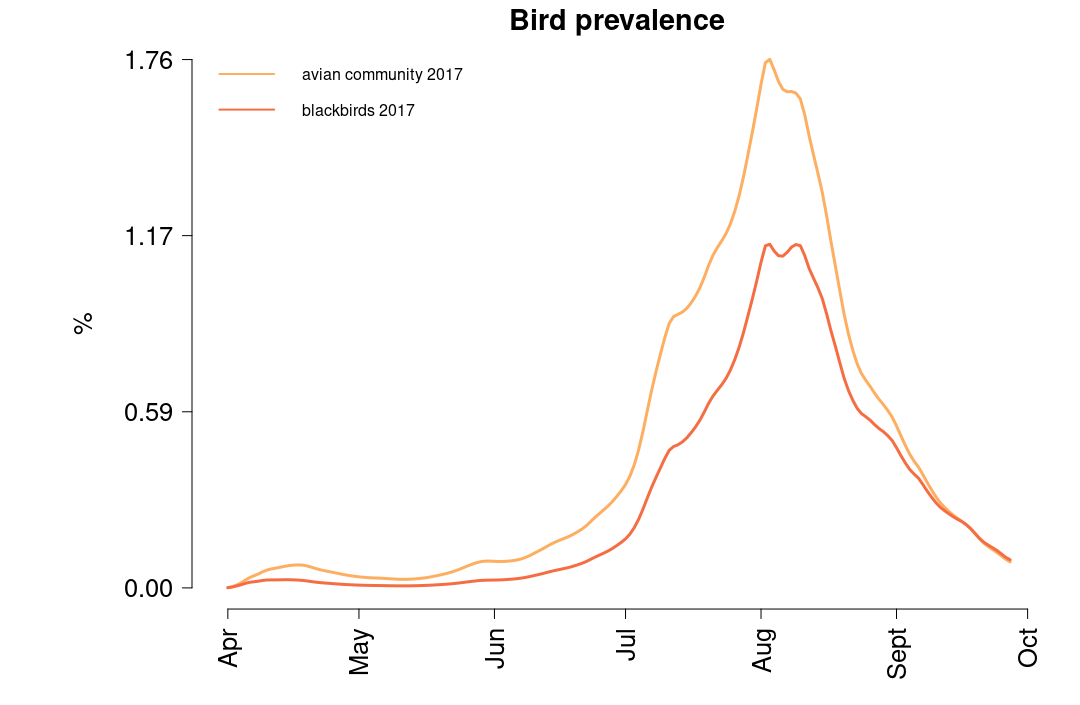 Bird prevalence
1.76
avian community 2017
blackbirds 2017
1.17
%
0.59
0.00
Apr
May
Jun
Jul
Aug
Sept
Oct